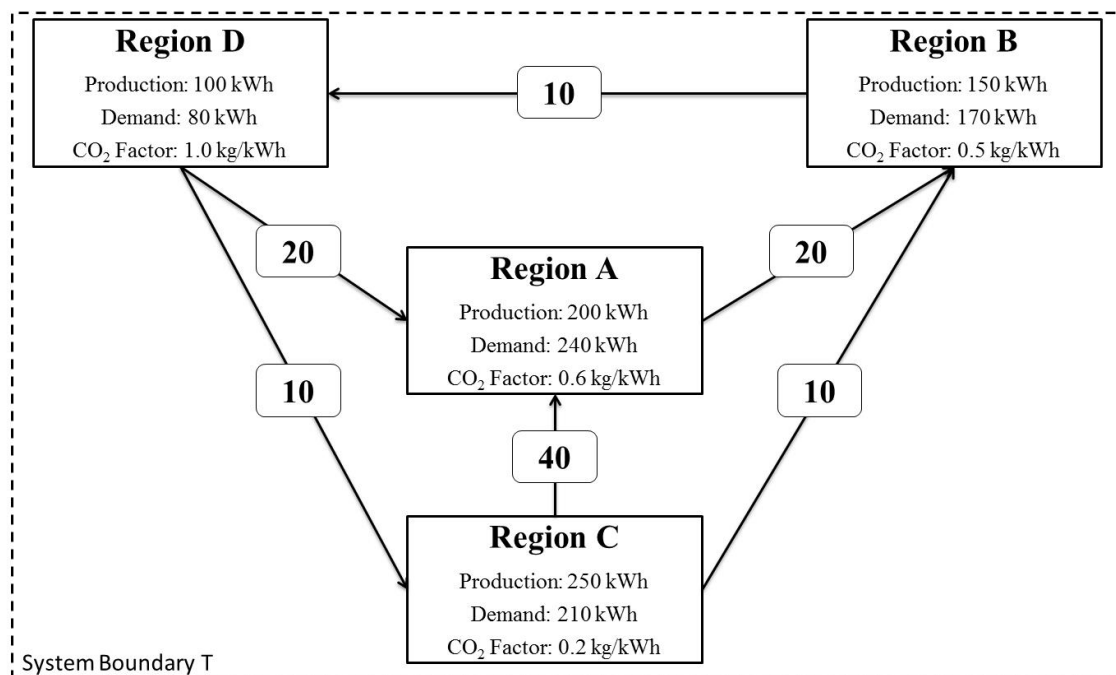 Region D
Production: 100 kWh
Demand: 80 kWh
CO₂ Factor: 1.0 kg/kWh
10
Region B
Production: 150 kWh
Demand: 170 kWh
CO₂ Factor: 0.5 kg/kWh
20
20
Region A
Production: 200 kWh
Demand: 240 kWh
CO₂ Factor: 0.6 kg/kWh
10
10
40
Region C
Production: 250 kWh
Demand: 210 kWh
CO₂ Factor: 0.2 kg/kWh
System Boundary T